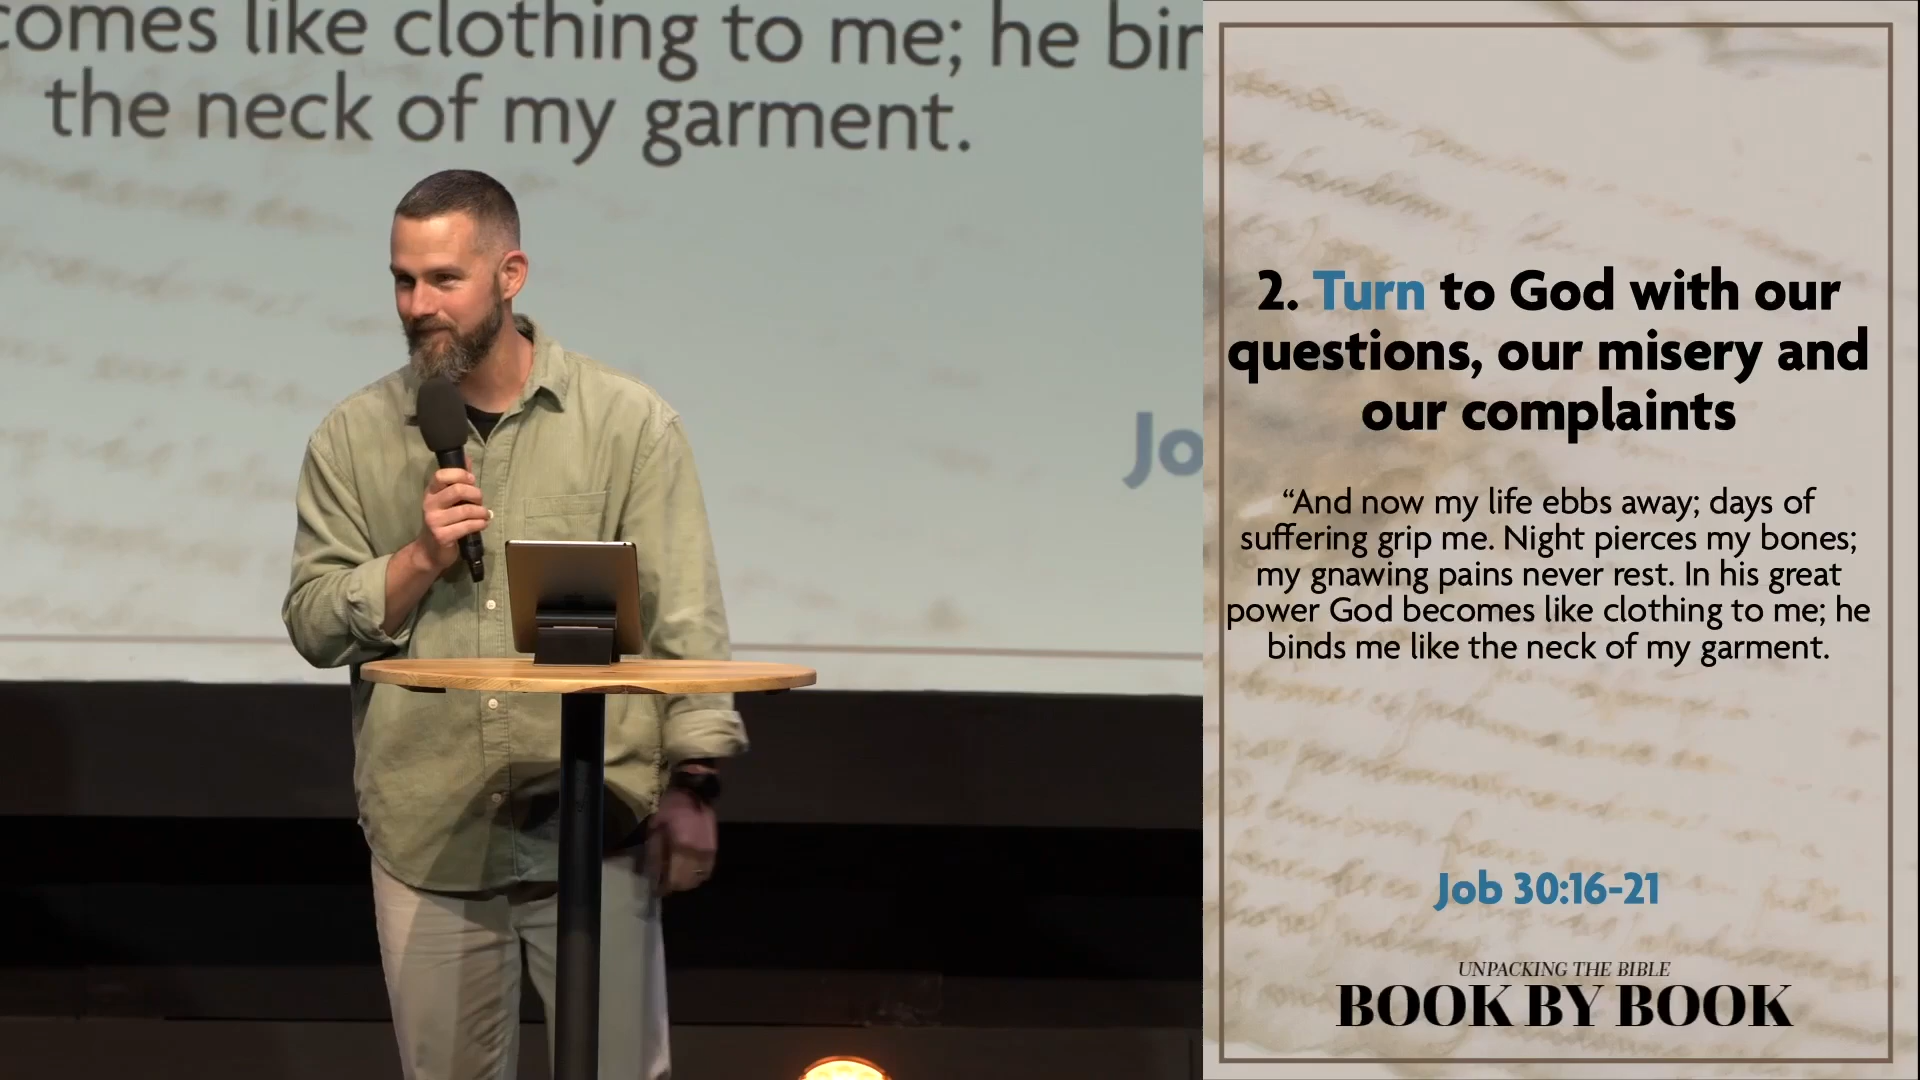 comes like clothing to me; he bin
the neck of my garment.
Jo
2. Turn to God with our
questions, our misery and
our complaints
“And now my life ebbs away; days of
suffering grip me. Night pierces my bones;
my gnawing pains never rest. In his great
power God becomes like clothing to me; he
binds me like the neck of my garment.
Job 30:16-21
UNPACKING THE BIBLE
BOOK BY BOOK